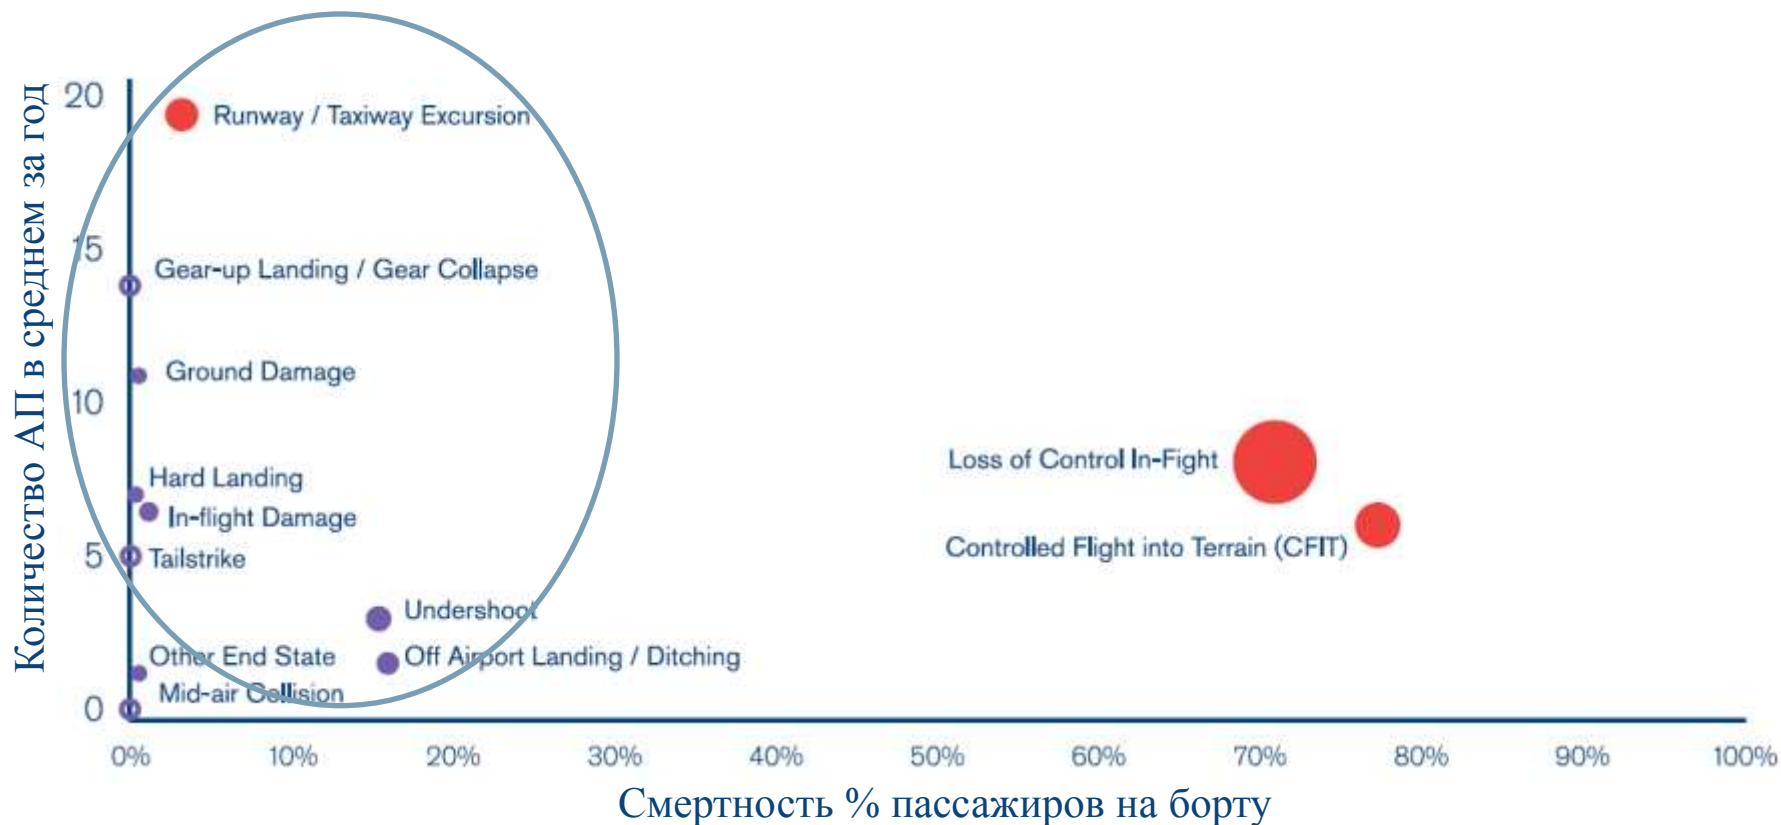 Количество АП в среднем за год
20
Runway / Taxiway Excursion
15
Gear-up Landing / Gear Collapse
Ground Damage
10
Loss of Control In-Fight
Hard Landing
In-flight Damage
Controlled Flight into Terrain (CFIT)
5
Tailstrike
Undershoot
Other End State
Off Airport Landing / Ditching
Mid-air Collision
0
0% 10% 20% 30% 40% 50% 60% 70% 80% 90% 100%
Смертность % пассажиров на борту